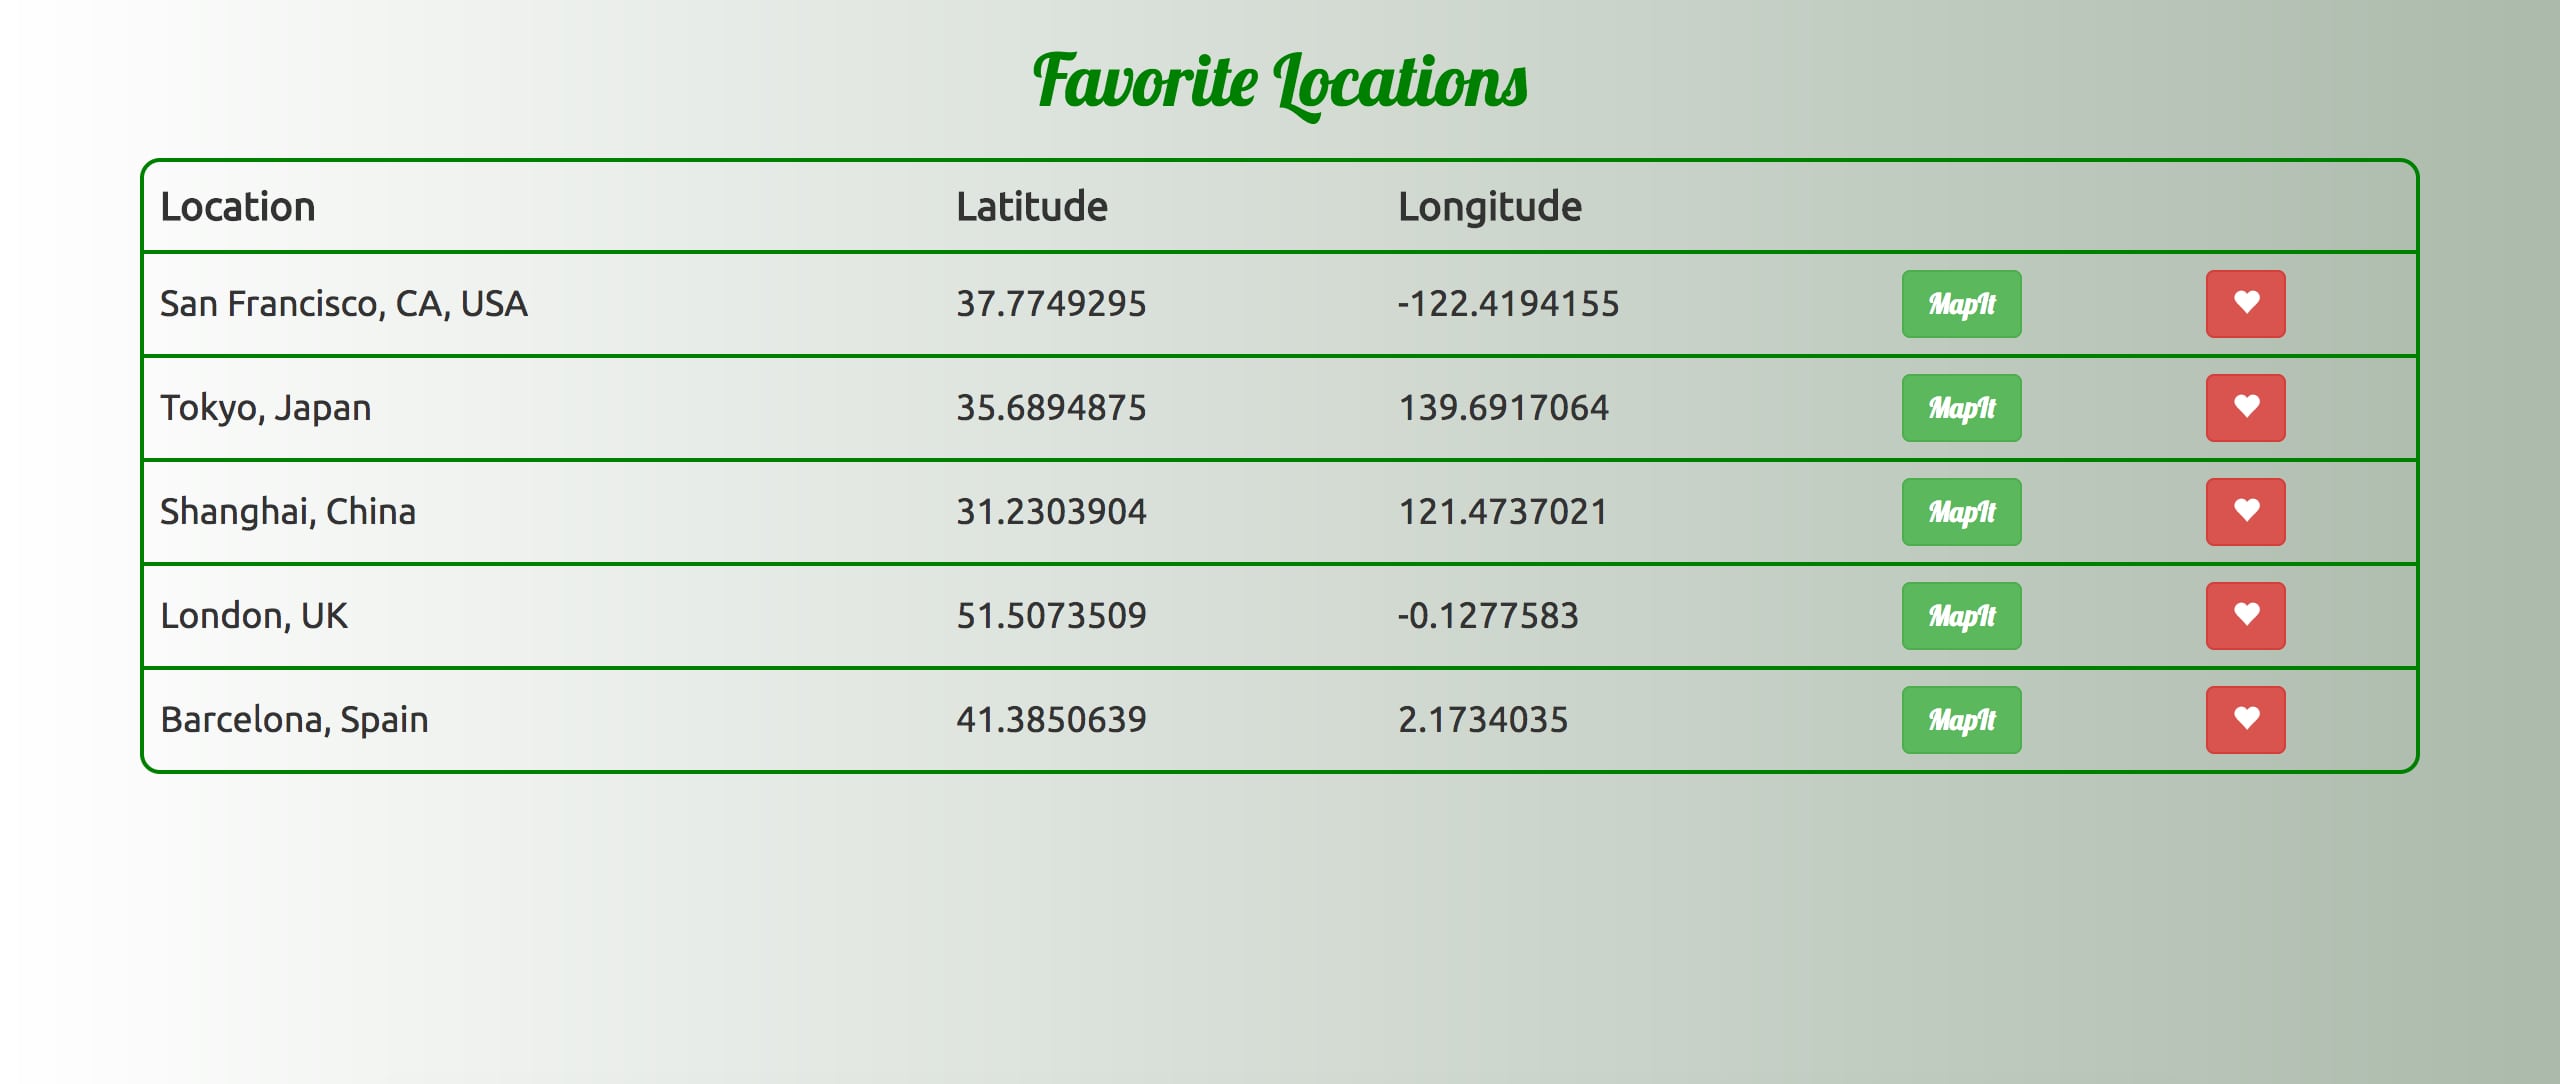 Favorite Locations
Location Latitude Longitude
San Francisco, CA, USA 37.7749295 -122.4194155 MapIt
Tokyo, Japan 35.6894875 139.6917064 MapIt
Shanghai, China 31.2303904 121.4737021 MapIt
London, UK 51.5073509 -0.1277583 MapIt
Barcelona, Spain 41.3850639 2.1734035 MapIt